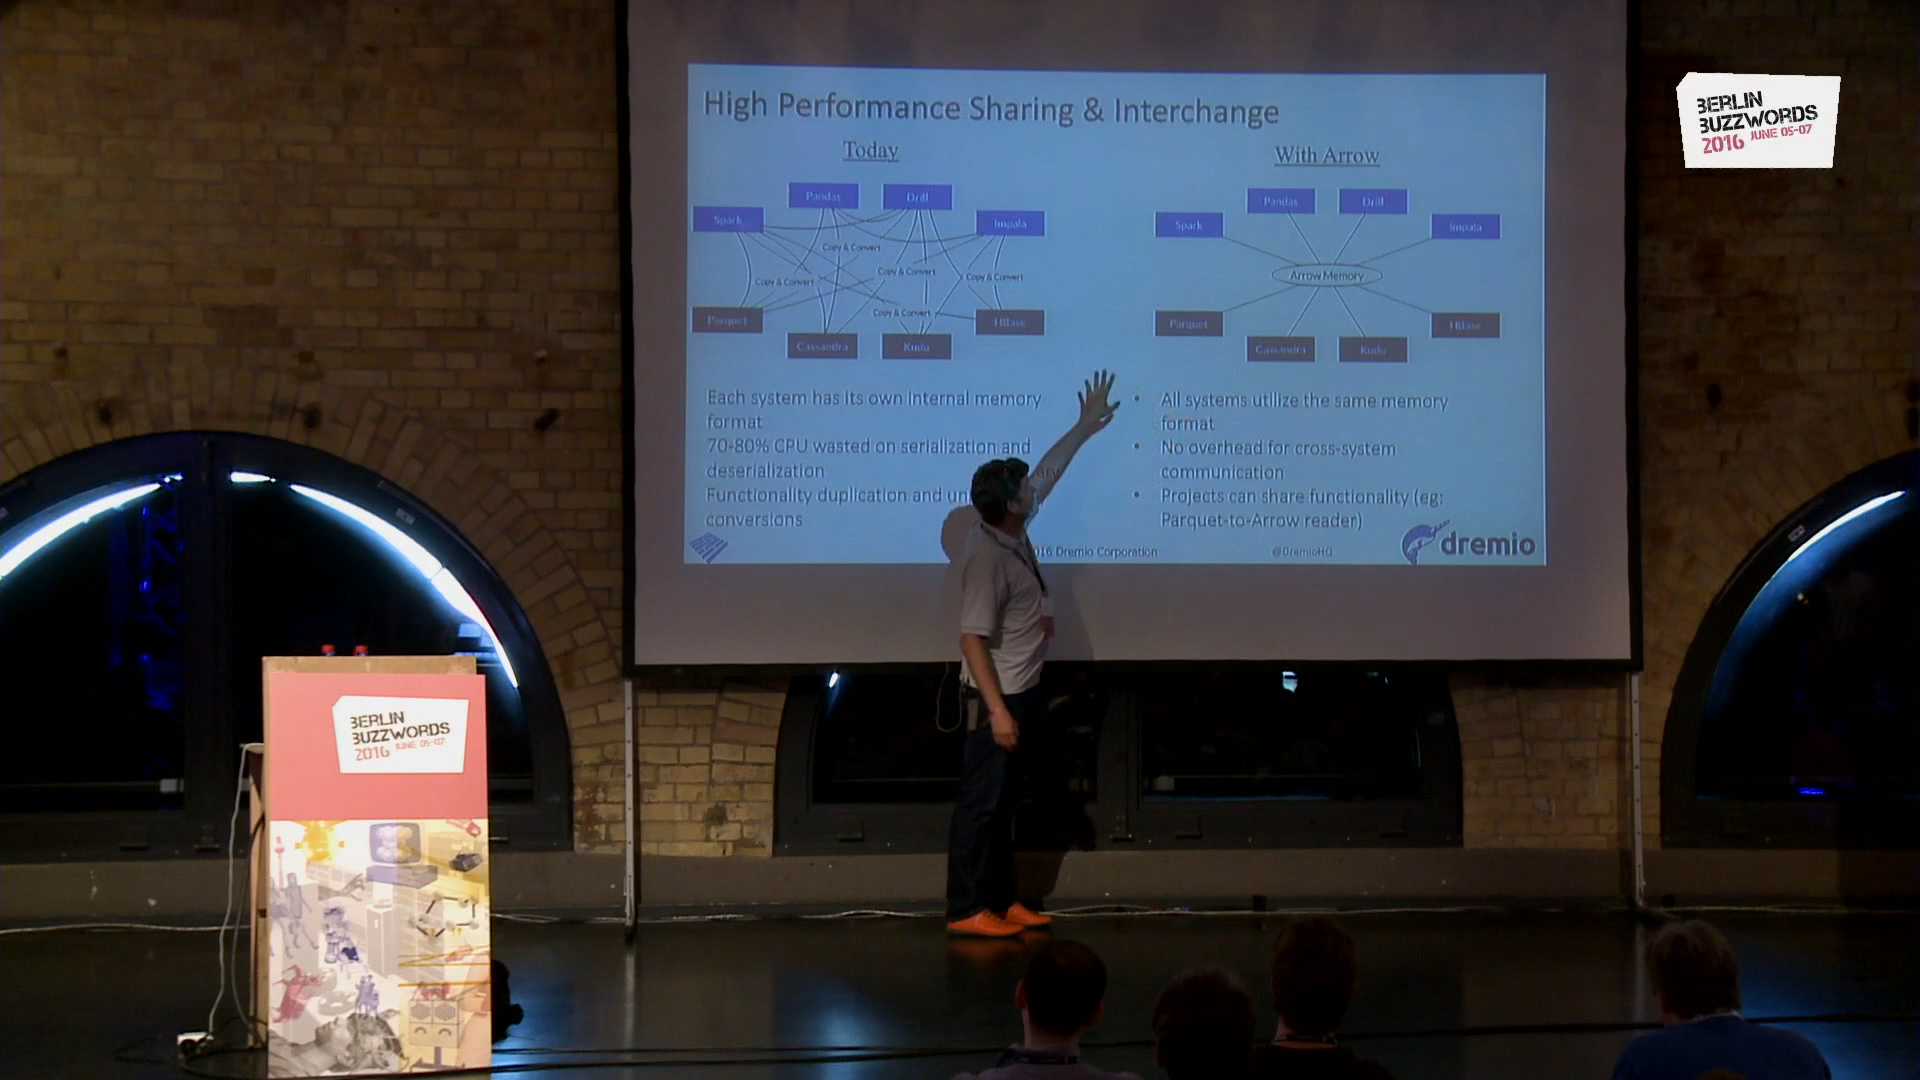 High Performance Sharing & Interchange
Today
With Arrow
Pandas
Drill
Spark
Impala
Copy & Convert
Copy & Convert
Copy & Convert
Copy & Convert
Copy & Convert
Parquet
HBase
Cassandra
Kudu
Pandas
Drill
Spark
Impala
Arrow Memory
Parquet
HBase
Cassandra
Kudu
Each system has its own internal memory
format
70-80% CPU wasted on serialization and
deserialization
Functionality duplication and
conversions
• All systems utilize the same memory
format
• No overhead for cross-system
communication
• Projects can share functionality (eg:
Parquet-to-Arrow reader)
Dremio Corporation
@DremioHQ
dremio
BERLIN
BUZZWORDS
2016 JUNE 05-07
BERLIN
BUZZWORDS
2016 JUNE 05-07